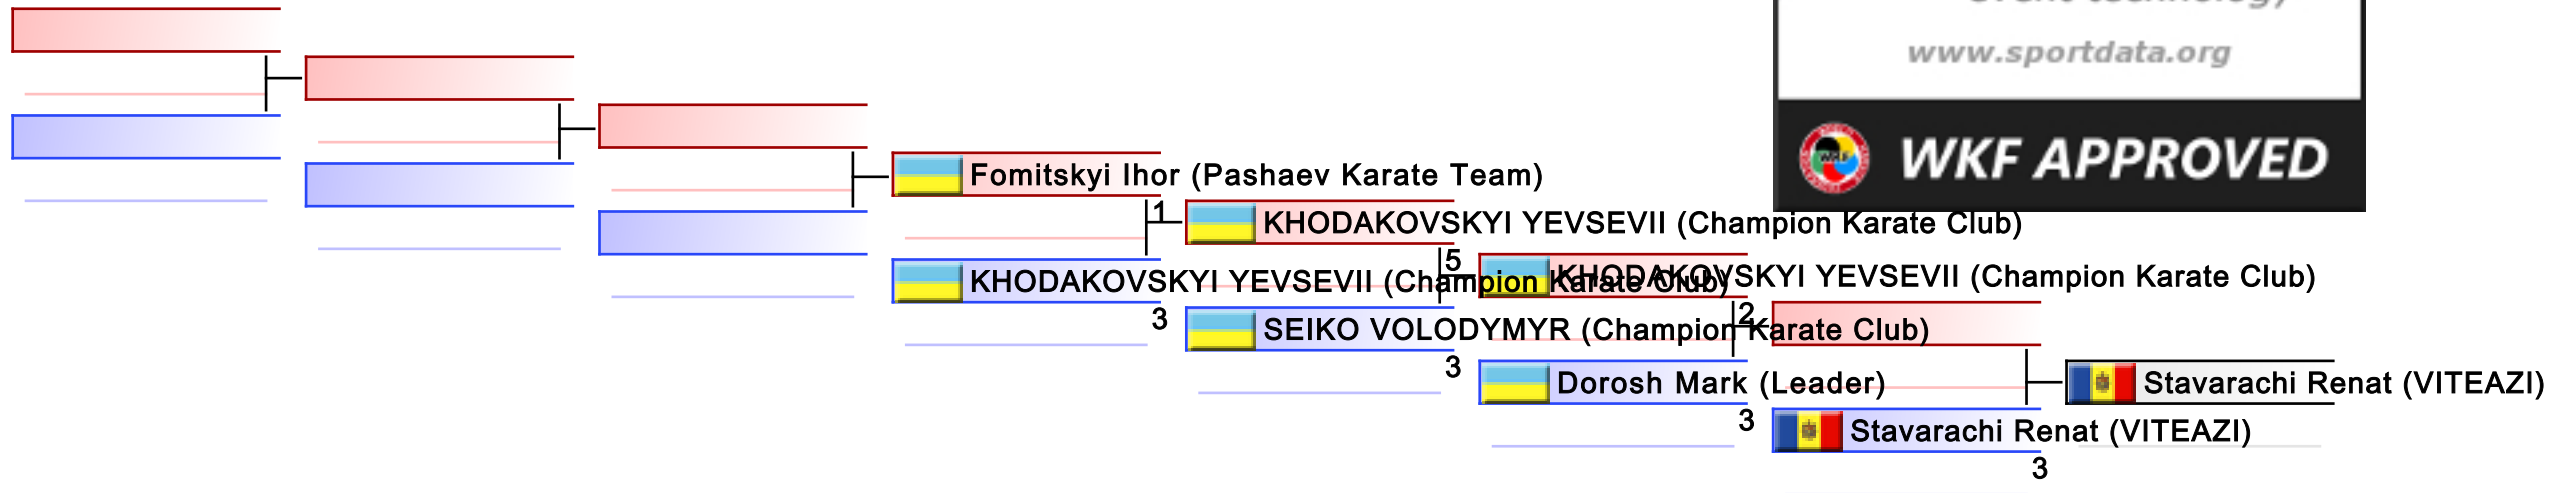 www.sportdata.org
WKF APPROVED
Fomitskyi Ihor (Pashaev Karate Team)
1
KHODAKOVSKYI YEVSEVII (Champion Karate Club)
5
KHODAKOVSKYI YEVSEVII (Champion Karate Club)
KHODAKOVSKYI YEVSEVII (Champion Karate Club)
3
2
SEIKO VOLODYMYR (Champion Karate Club)
3
Dorosh Mark (Leader)
3
Stavarachi Renat (VITEAZI)
Stavarachi Renat (VITEAZI)
3